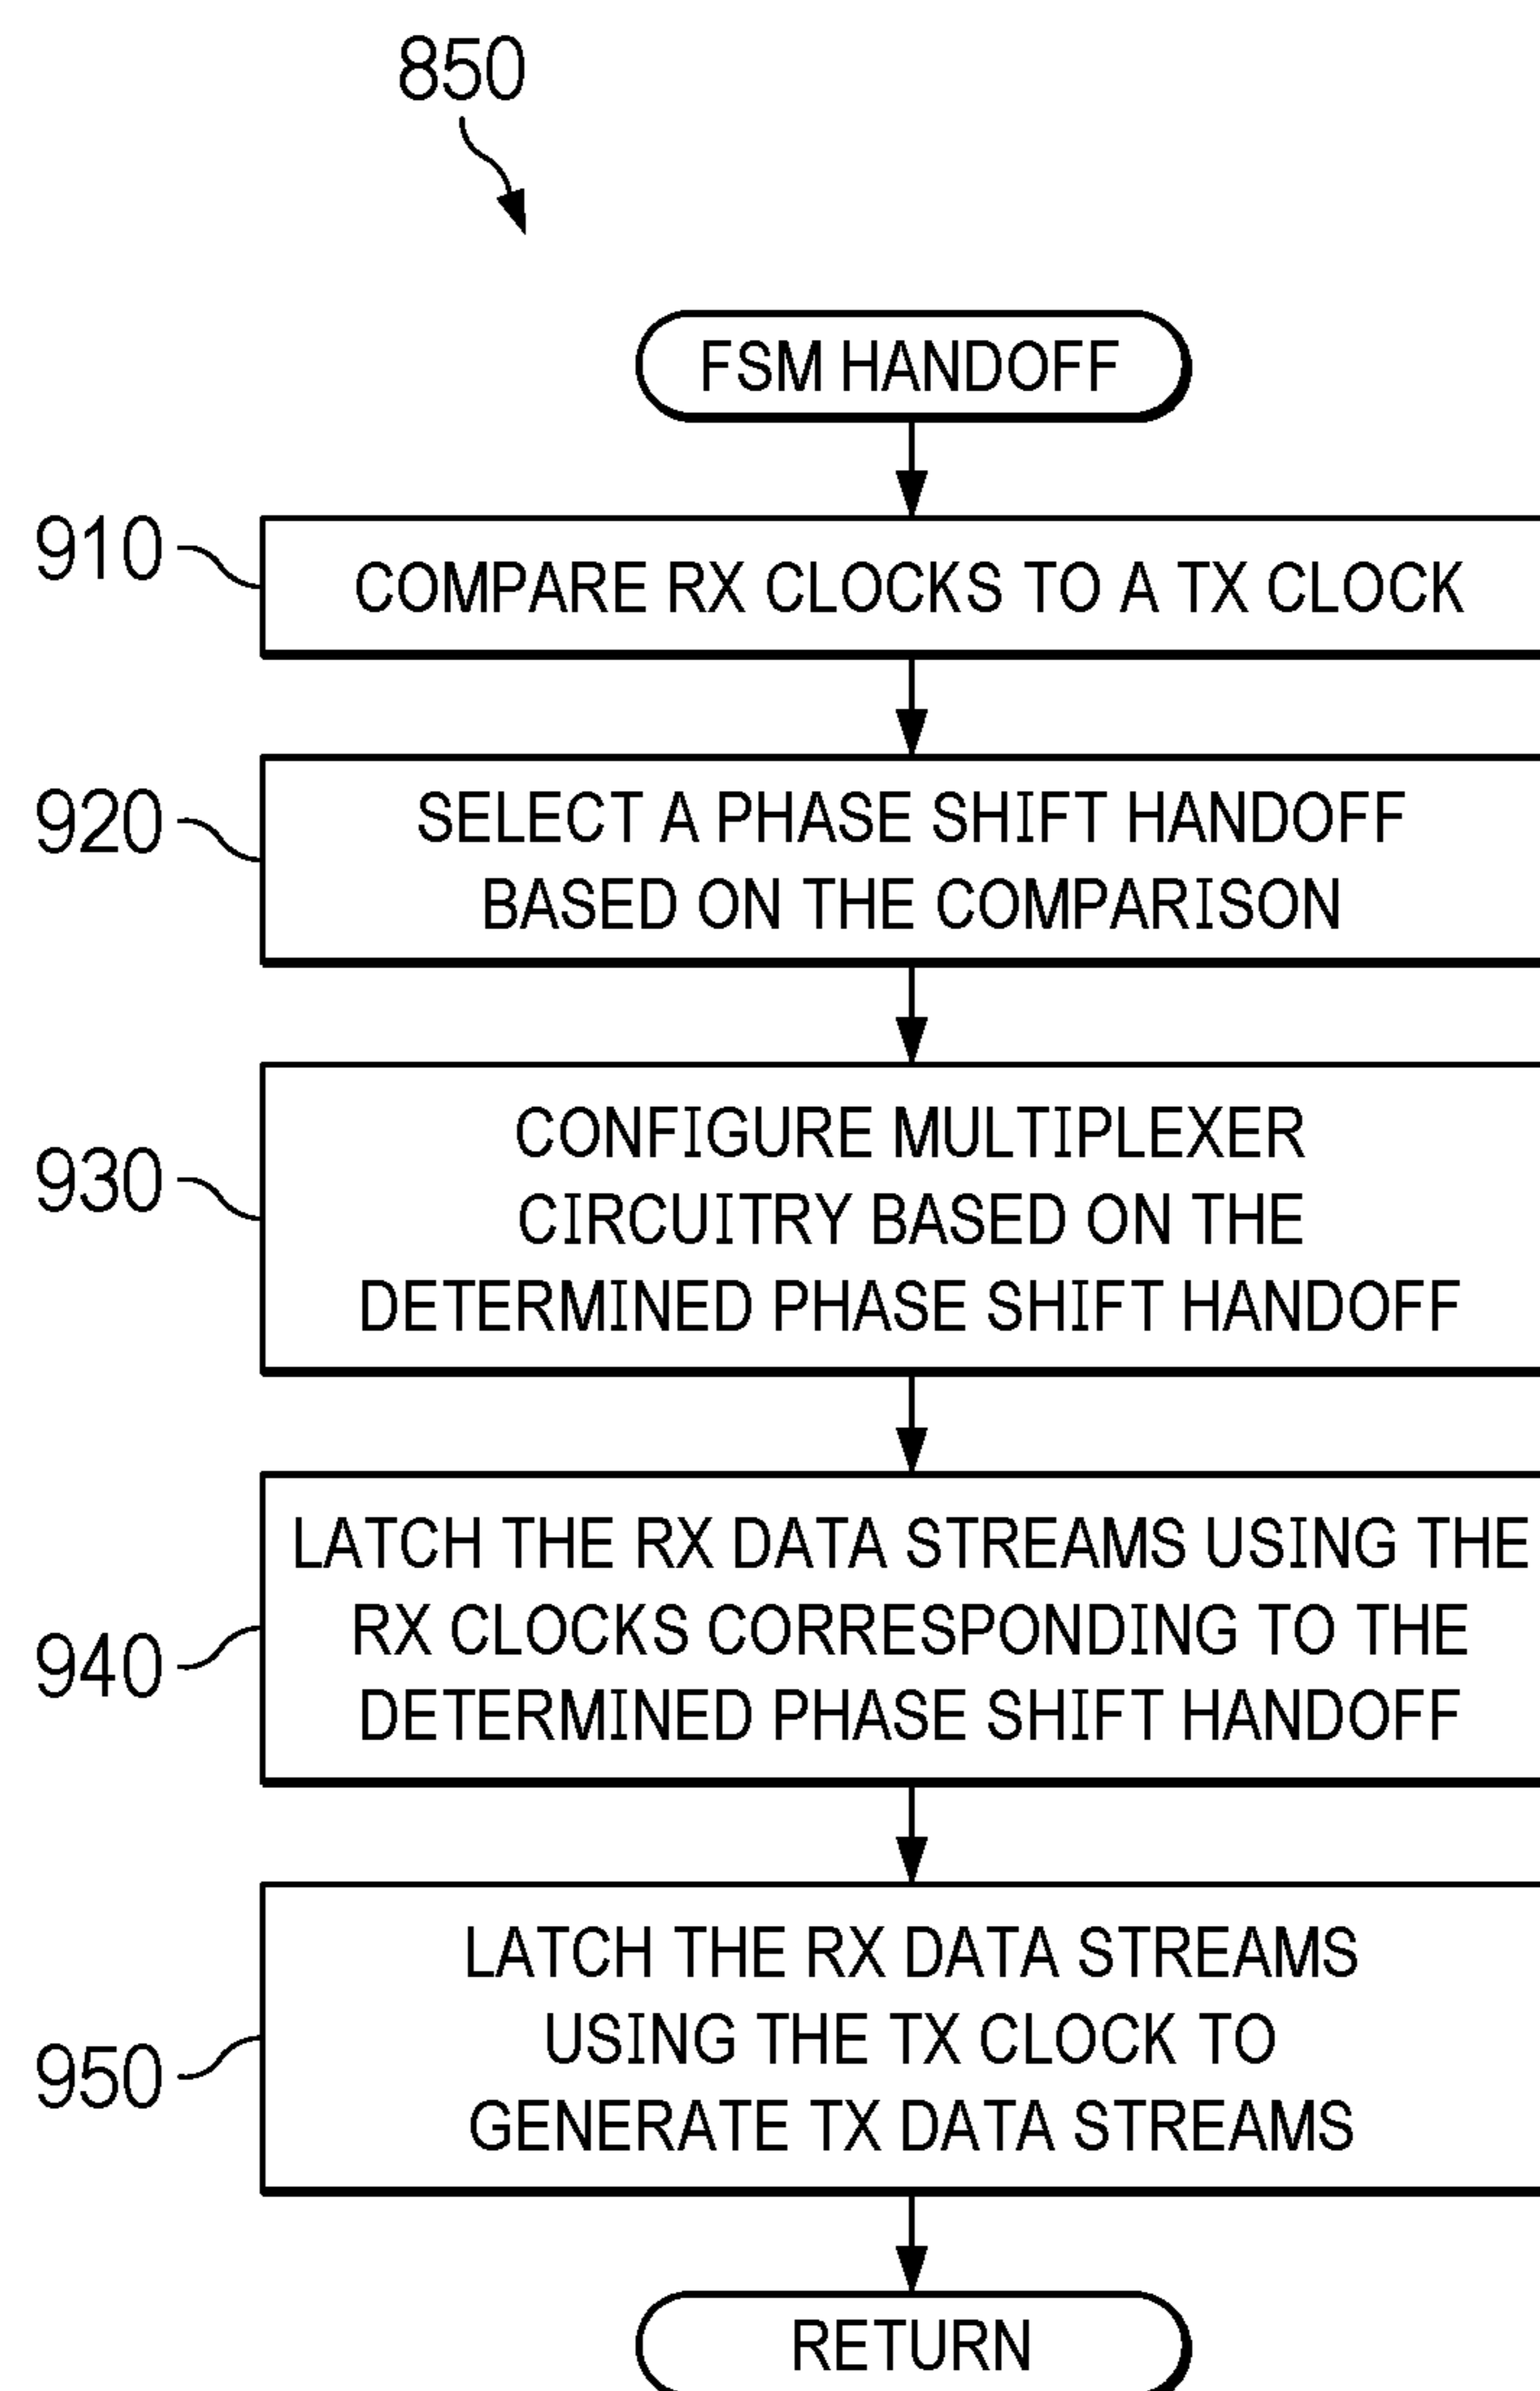 850
FSM HANDOFF
910
COMPARE RX CLOCKS TO A TX CLOCK
920
SELECT A PHASE SHIFT HANDOFF
BASED ON THE COMPARISON
930
CONFIGURE MULTIPLEXER
CIRCUITRY BASED ON THE
DETERMINED PHASE SHIFT HANDOFF
940
LATCH THE RX DATA STREAMS USING THE
RX CLOCKS CORRESPONDING TO THE
DETERMINED PHASE SHIFT HANDOFF
950
LATCH THE RX DATA STREAMS
USING THE TX CLOCK TO
GENERATE TX DATA STREAMS
RETURN